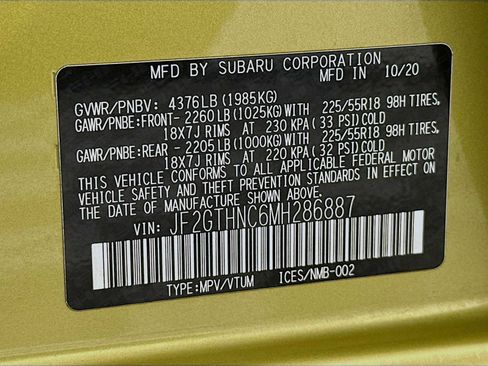 MFD BY SUBARU CORPORATION IN 10/20
GVWR/PNBV: 4376LB(1985KG)
GAWR/PNBE:FRONT- 2260LB(1025KG)WITH 225/55R18 98H TIRES,
18X7J RIMS AT 230 KPA( 33 PSI)COLD
GAWR/PNBE:REAR - 2205LB(1000KG)WITH 225/55R18 98H TIRES,
18X7J RIMS AT 220 KPA( 32 PSI)COLD
THIS VEHICLE CONFORMS TO ALL APPLICABLE FEDERAL MOTOR
VEHICLE SAFETY AND THEFT PREVENTION STANDARDS IN EFFECT
ON THE DATE OF MANUFACTURE SHOWN ABOVE.
VIN: JF2GTHNC6MH286887
TYPE:MPV/VTUM ICES/NMB-002